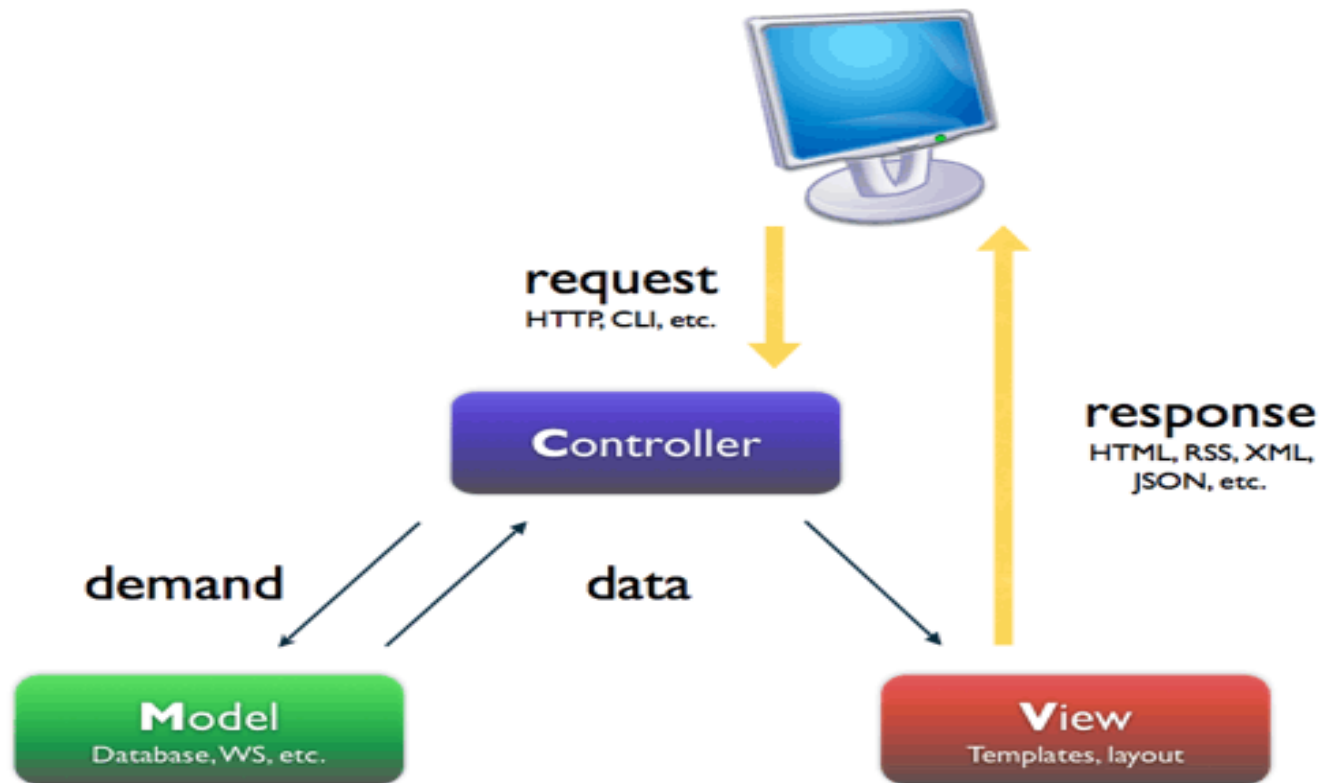 request
HTTP, CLI, etc.
Controller
response
HTML, RSS, XML,
JSON, etc.
demand
data
Model
Database, WS, etc.
View
Templates, layout